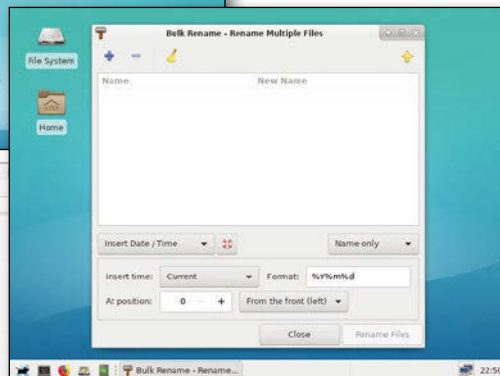 Bulk Rename - Rename Multiple Files
File System
Home
Name New Name
Insert Date / Time Name only
Insert time: Current Format: %Y%m%d
At position: 0 - + From the front (left)
Close Rename Files
Bulk Rename - Rename... 22:50